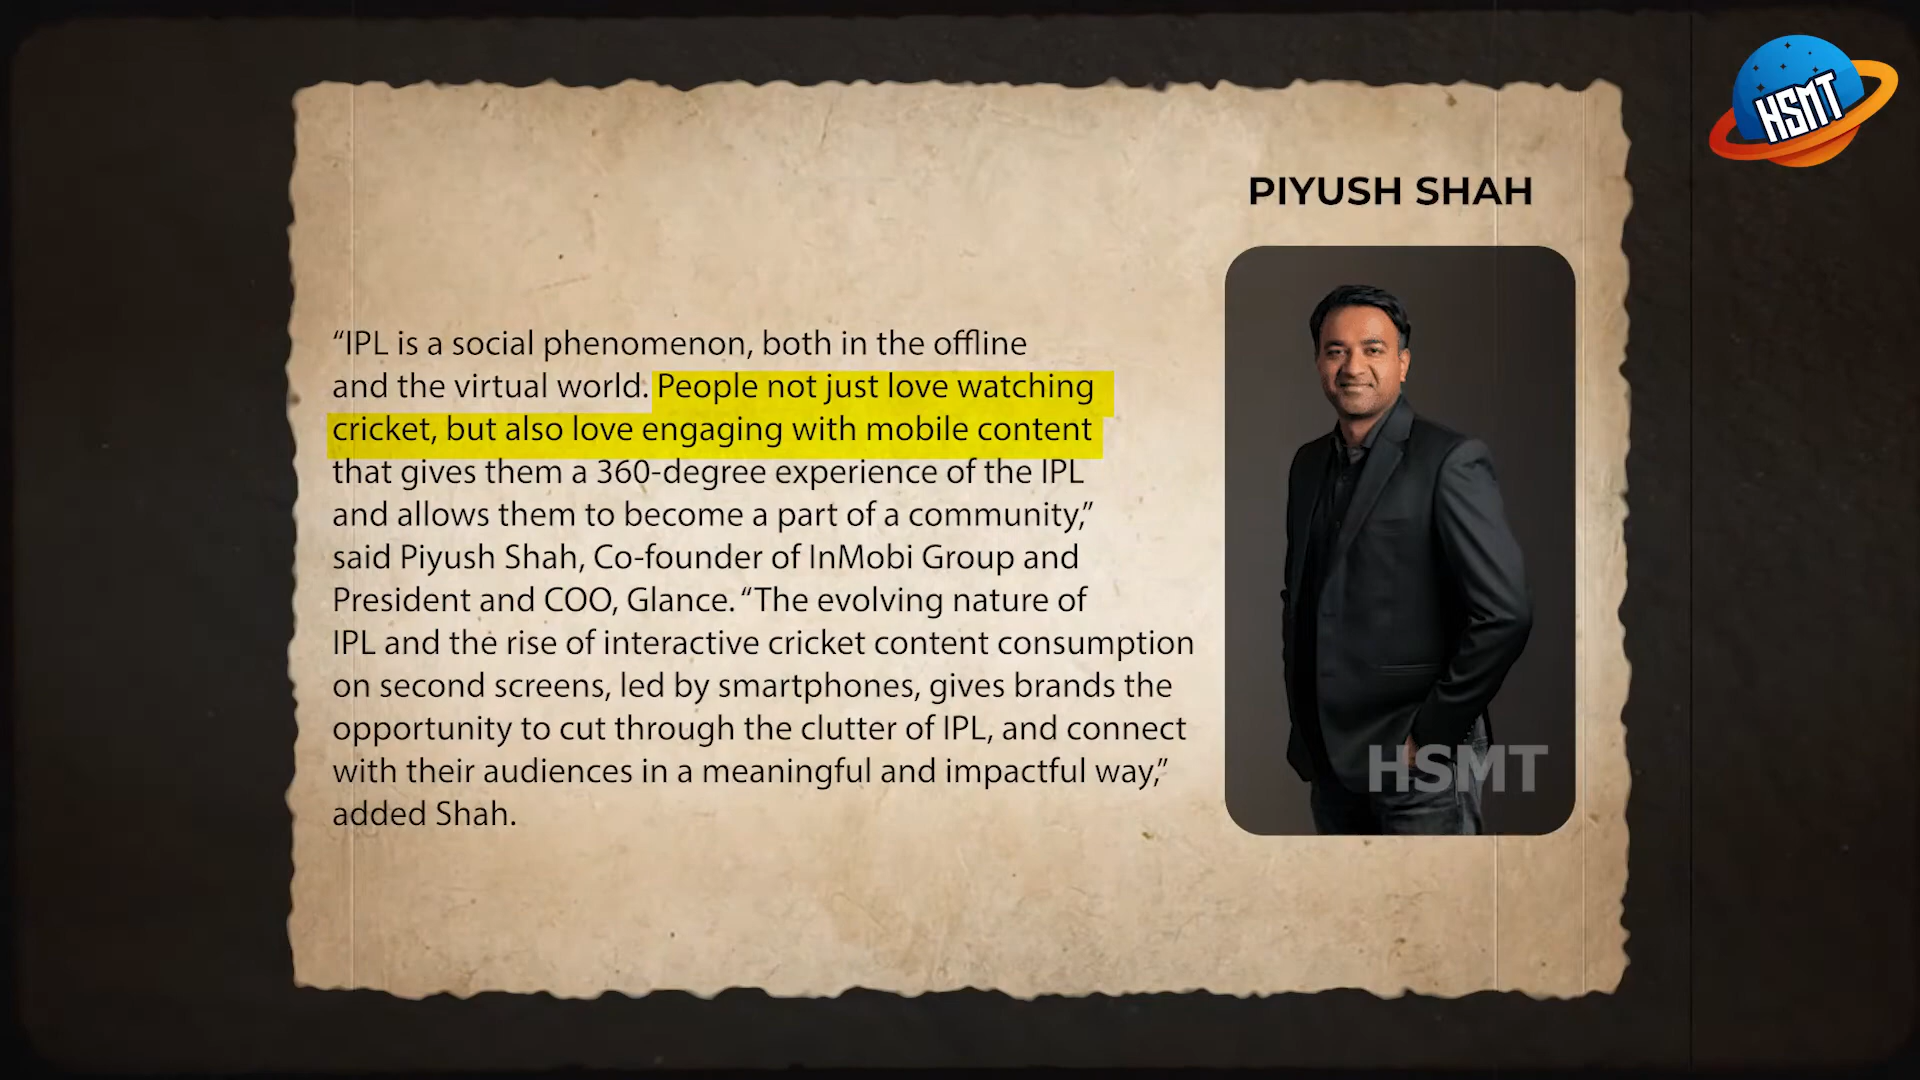 HSMT
PIYUSH SHAH
“IPL is a social phenomenon, both in the offline
and the virtual world. People not just love watching
cricket, but also love engaging with mobile content
that gives them a 360-degree experience of the IPL
and allows them to become a part of a community,”
said Piyush Shah, Co-founder of InMobi Group and
President and COO, Glance. “The evolving nature of
IPL and the rise of interactive cricket content consumption
on second screens, led by smartphones, gives brands the
opportunity to cut through the clutter of IPL, and connect
with their audiences in a meaningful and impactful way,”
added Shah.
HSMT